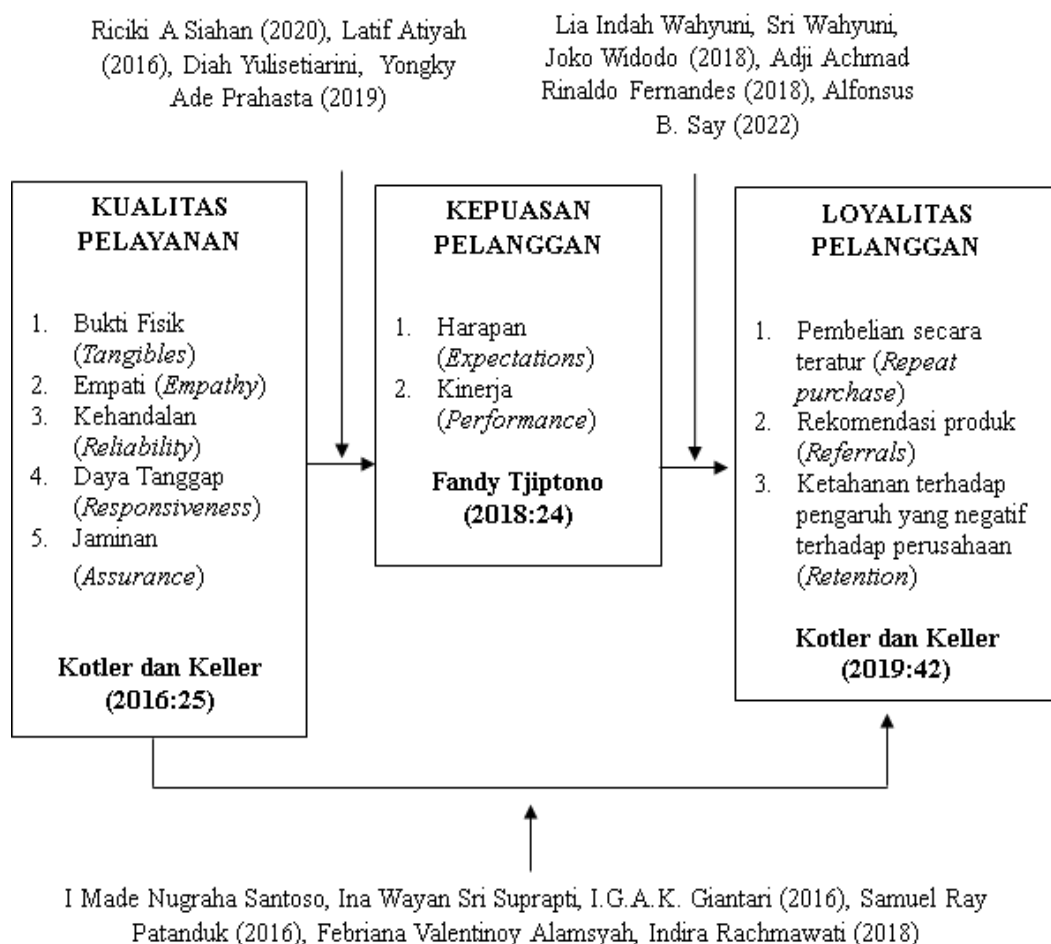 Riciki A Siahan (2020), Latif Atiyah
(2016), Diah Yulisetiarini, Yongky
Ade Prahasta (2019)
Lia Indah Wahyuni, Sri Wahyuni,
Joko Widodo (2018), Adji Achmad
Rinaldo Fernandes (2018), Alfonsus
B. Say (2022)
KUALITAS
PELAYANAN
1. Bukti Fisik
(Tangibles)
2. Empati (Empathy)
3. Kehandalan
(Reliability)
4. Daya Tanggap
(Responsiveness)
5. Jaminan
(Assurance)
Kotler dan Keller
(2016:25)
KEPUASAN
PELANGGAN
1. Harapan
(Expectations)
2. Kinerja
(Performance)
Fandy Tjiptono
(2018:24)
LOYALITAS
PELANGGAN
1. Pembelian secara
teratur (Repeat
purchase)
2. Rekomendasi produk
(Referrals)
3. Ketahanan terhadap
pengaruh yang negatif
terhadap perusahaan
(Retention)
Kotler dan Keller
(2019:42)
I Made Nugraha Santoso, Ina Wayan Sri Suprapti, I.G.A.K. Giantari (2016), Samuel Ray
Patanduk (2016), Febriana Valentinoy Alamsyah, Indira Rachmawati (2018)